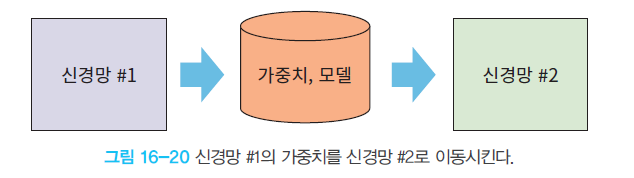 신경망 #1
가중치, 모델
신경망 #2
그림 16-20 신경망 #1의 가중치를 신경망 #2로 이동시킨다.